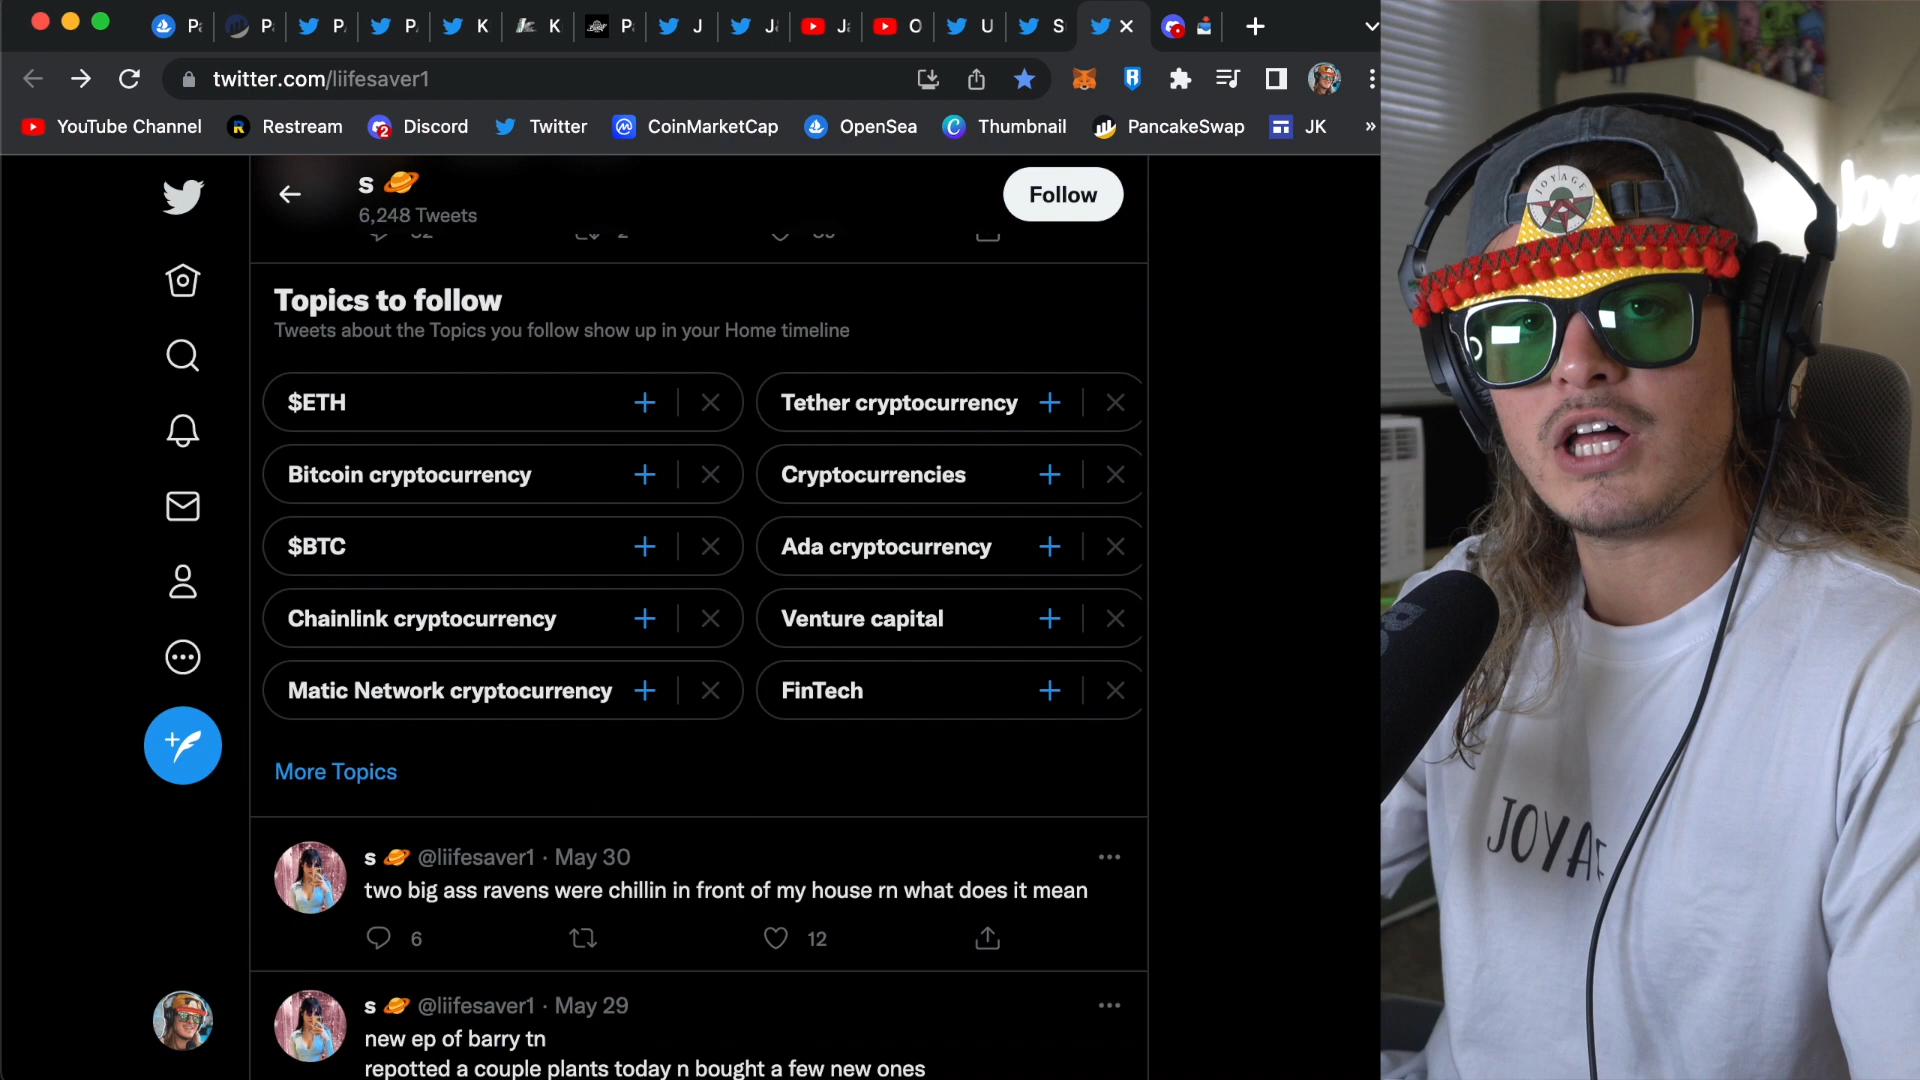 P
P
P
P
K
K
P
J
J
J
O
U
S
twitter.com/liifesaver1
YouTube Channel
Restream
Discord
Twitter
CoinMarketCap
OpenSea
Thumbnail
PancakeSwap
JK
»
s
6,248 Tweets
Follow
Topics to follow
Tweets about the Topics you follow show up in your Home timeline
$ETH
Tether cryptocurrency
Bitcoin cryptocurrency
Cryptocurrencies
$BTC
Ada cryptocurrency
Chainlink cryptocurrency
Venture capital
Matic Network cryptocurrency
FinTech
More Topics
s @liifesaver1 · May 30
two big ass ravens were chillin in front of my house rn what does it mean
6
12
s @liifesaver1 · May 29
new ep of barry tn
repotted a couple plants today n bought a few new ones
JOYAGE
JOYAG
Joya